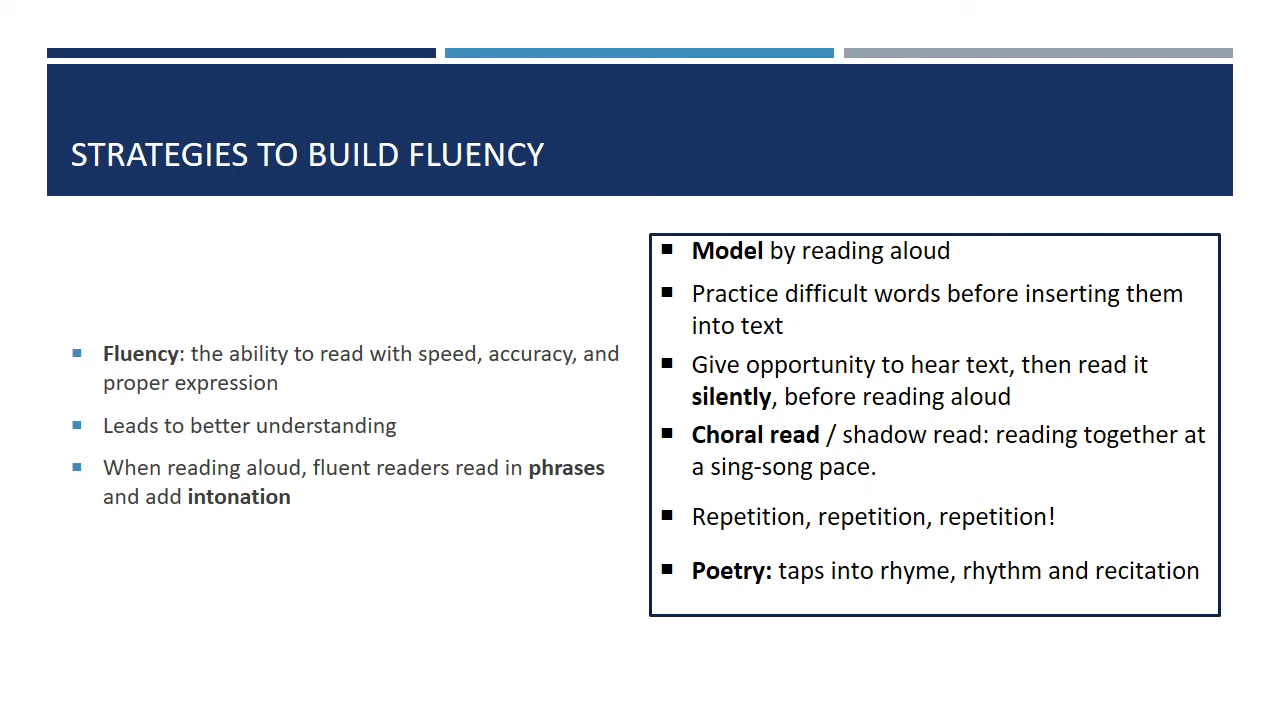 STRATEGIES TO BUILD FLUENCY
▪ Fluency: the ability to read with speed, accuracy, and
proper expression
▪ Leads to better understanding
▪ When reading aloud, fluent readers read in phrases
and add intonation
▪ Model by reading aloud
▪ Practice difficult words before inserting them
into text
▪ Give opportunity to hear text, then read it
silently, before reading aloud
▪ Choral read / shadow read: reading together at
a sing-song pace.
▪ Repetition, repetition, repetition!
▪ Poetry: taps into rhyme, rhythm and recitation